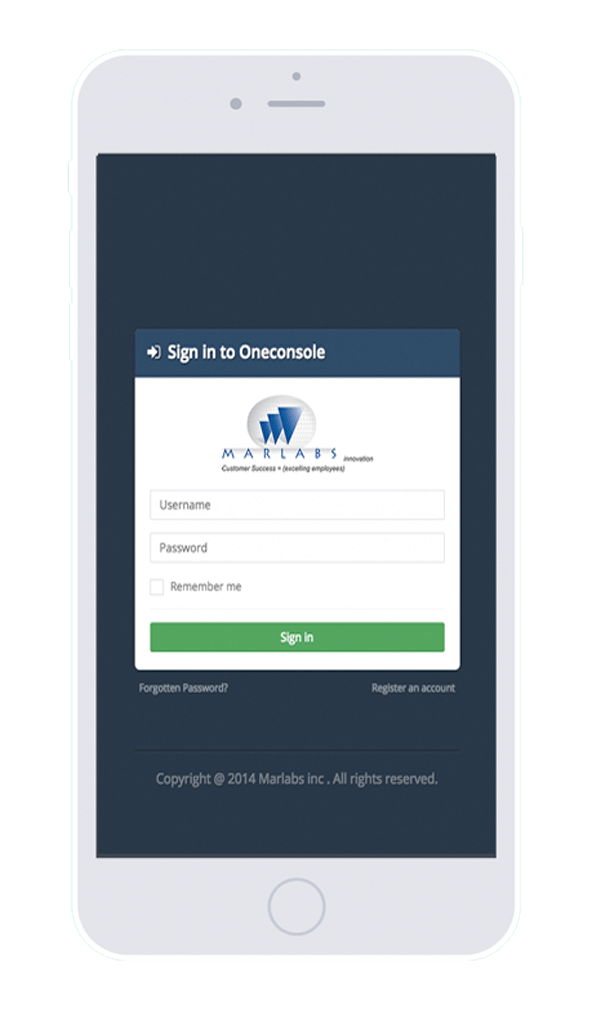 Sign in to Oneconsole
MARLABS innovation
Customer Success = (excelling employees)
Username
Password
Remember me
Sign in
Forgotten Password? Register an account
Copyright @ 2014 Marlabs inc . All rights reserved.